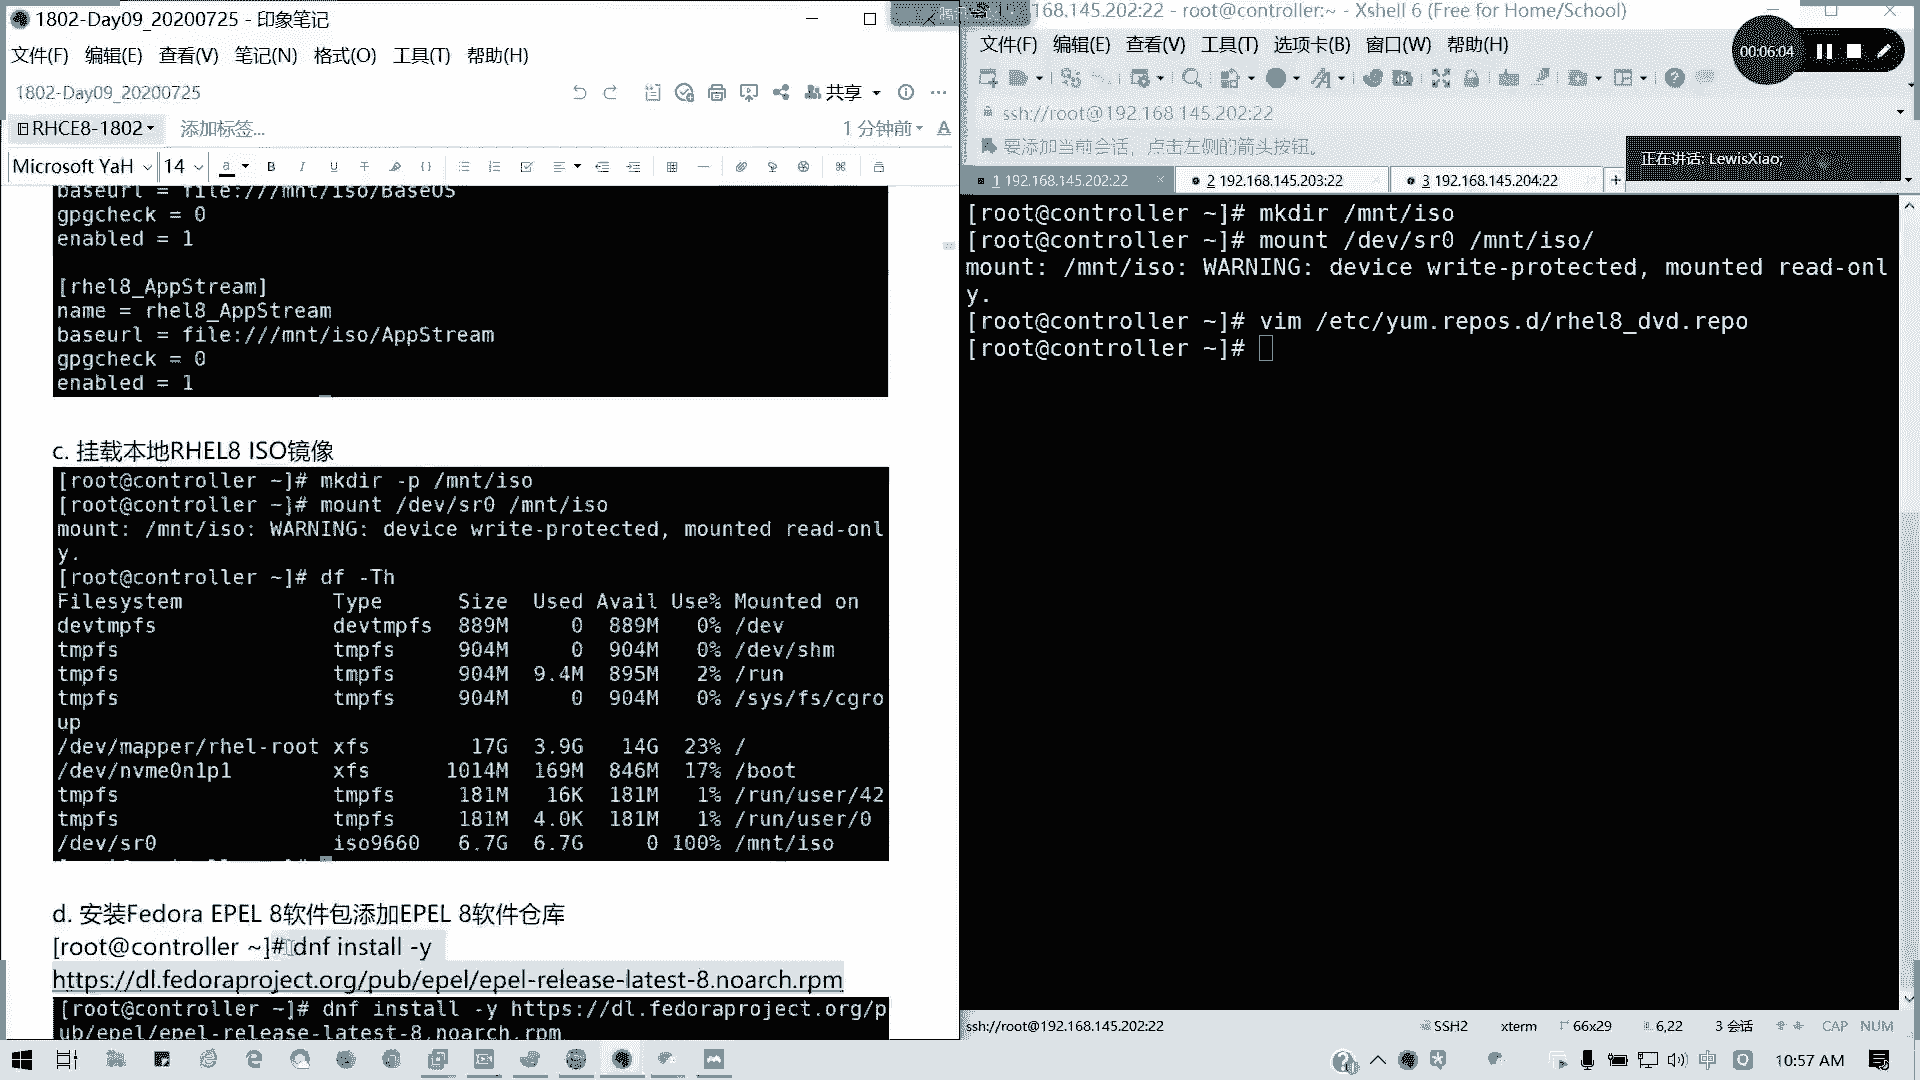 1802-Day09_20200725 - 印象笔记
文件(F) 编辑(E) 查看(V) 笔记(N) 格式(O) 工具(T) 帮助(H)
1802-Day09_20200725
共享
RHCE8-1802 添加标签...
1 分钟前
Microsoft YaH 14
baseurl = file:///mnt/iso/BaseOS
gpgcheck = 0
enabled = 1
[rhel8_AppStream]
name = rhel8_AppStream
baseurl = file:///mnt/iso/AppStream
gpgcheck = 0
enabled = 1
c. 挂载本地RHEL8 ISO镜像
[root@controller ~]# mkdir -p /mnt/iso
[root@controller ~]# mount /dev/sr0 /mnt/iso
mount: /mnt/iso: WARNING: device write-protected, mounted read-onl
y.
[root@controller ~]# df -Th
Filesystem Type Size Used Avail Use% Mounted on
devtmpfs devtmpfs 889M 0 889M 0% /dev
tmpfs tmpfs 904M 0 904M 0% /dev/shm
tmpfs tmpfs 904M 9.4M 895M 2% /run
tmpfs tmpfs 904M 0 904M 0% /sys/fs/cgro
up
/dev/mapper/rhel-root xfs 17G 3.9G 14G 23% /
/dev/nvme0n1p1 xfs 1014M 169M 846M 17% /boot
tmpfs tmpfs 181M 16K 181M 1% /run/user/42
tmpfs tmpfs 181M 4.0K 181M 1% /run/user/0
/dev/sr0 iso9660 6.7G 6.7G 0 100% /mnt/iso
d. 安装Fedora EPEL 8软件包添加EPEL 8软件仓库
[root@controller ~]# dnf install -y
https://dl.fedoraproject.org/pub/epel/epel-release-latest-8.noarch.rpm
[root@controller ~]# dnf install -y https://dl.fedoraproject.org/p
ub/epel/epel-release-latest-8.noarch.rpm
168.145.202:22 - root@controller:~ - Xshell 6 (Free for Home/School)
文件(F) 编辑(E) 查看(V) 工具(T) 选项卡(B) 窗口(W) 帮助(H)
00:06:04
ssh://root@192.168.145.202:22
要添加当前会话，点击左侧的箭头按钮。
正在讲话: LewisXiao;
1 192.168.145.202:22
2 192.168.145.203:22
3 192.168.145.204:22
[root@controller ~]# mkdir /mnt/iso
[root@controller ~]# mount /dev/sr0 /mnt/iso/
mount: /mnt/iso: WARNING: device write-protected, mounted read-onl
y.
[root@controller ~]# vim /etc/yum.repos.d/rhel8_dvd.repo
[root@controller ~]#
ssh://root@192.168.145.202:22 SSH2 xterm 66x29 6,22 3 会话 CAP NUM
中 10:57 AM